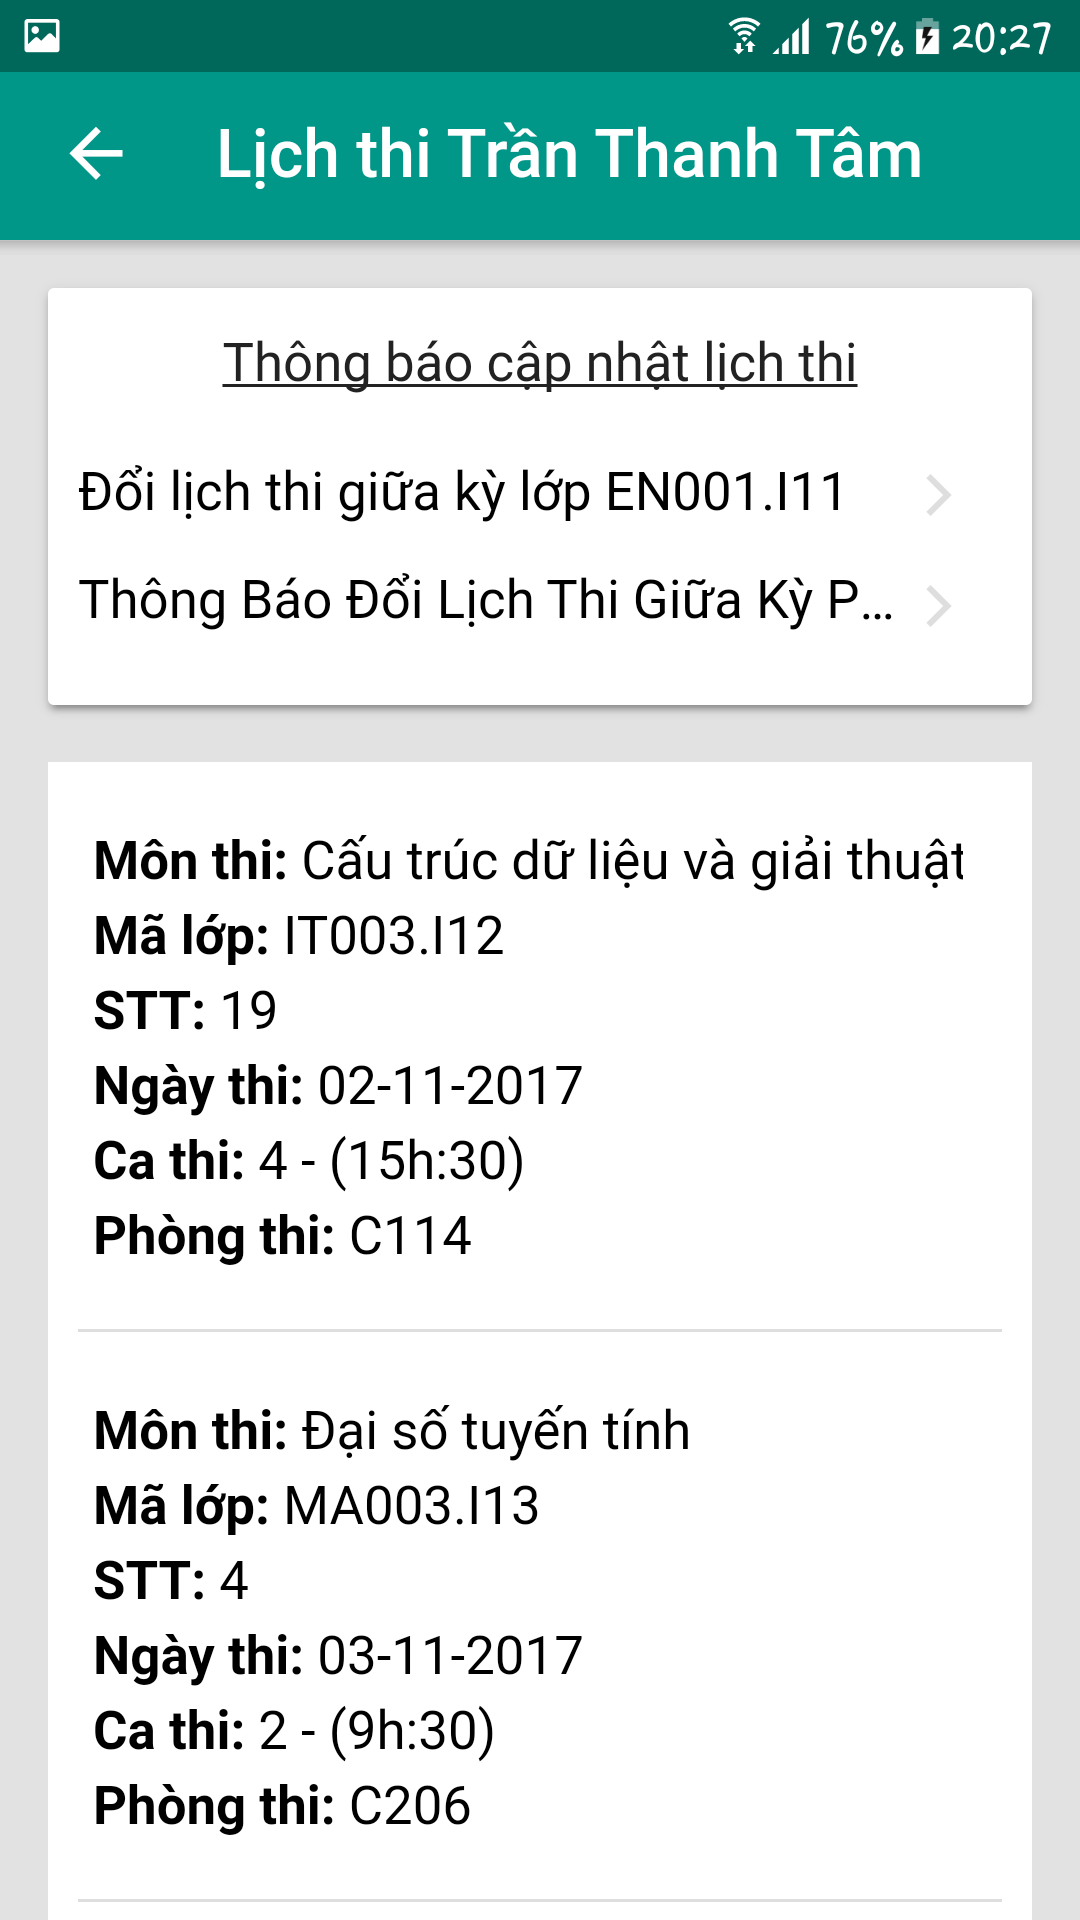 76% 20:27
Lịch thi Trần Thanh Tâm
Thông báo cập nhật lịch thi
Đổi lịch thi giữa kỳ lớp EN001.I11
Thông Báo Đổi Lịch Thi Giữa Kỳ P...
Môn thi: Cấu trúc dữ liệu và giải thuật
Mã lớp: IT003.I12
STT: 19
Ngày thi: 02-11-2017
Ca thi: 4 - (15h:30)
Phòng thi: C114
Môn thi: Đại số tuyến tính
Mã lớp: MA003.I13
STT: 4
Ngày thi: 03-11-2017
Ca thi: 2 - (9h:30)
Phòng thi: C206